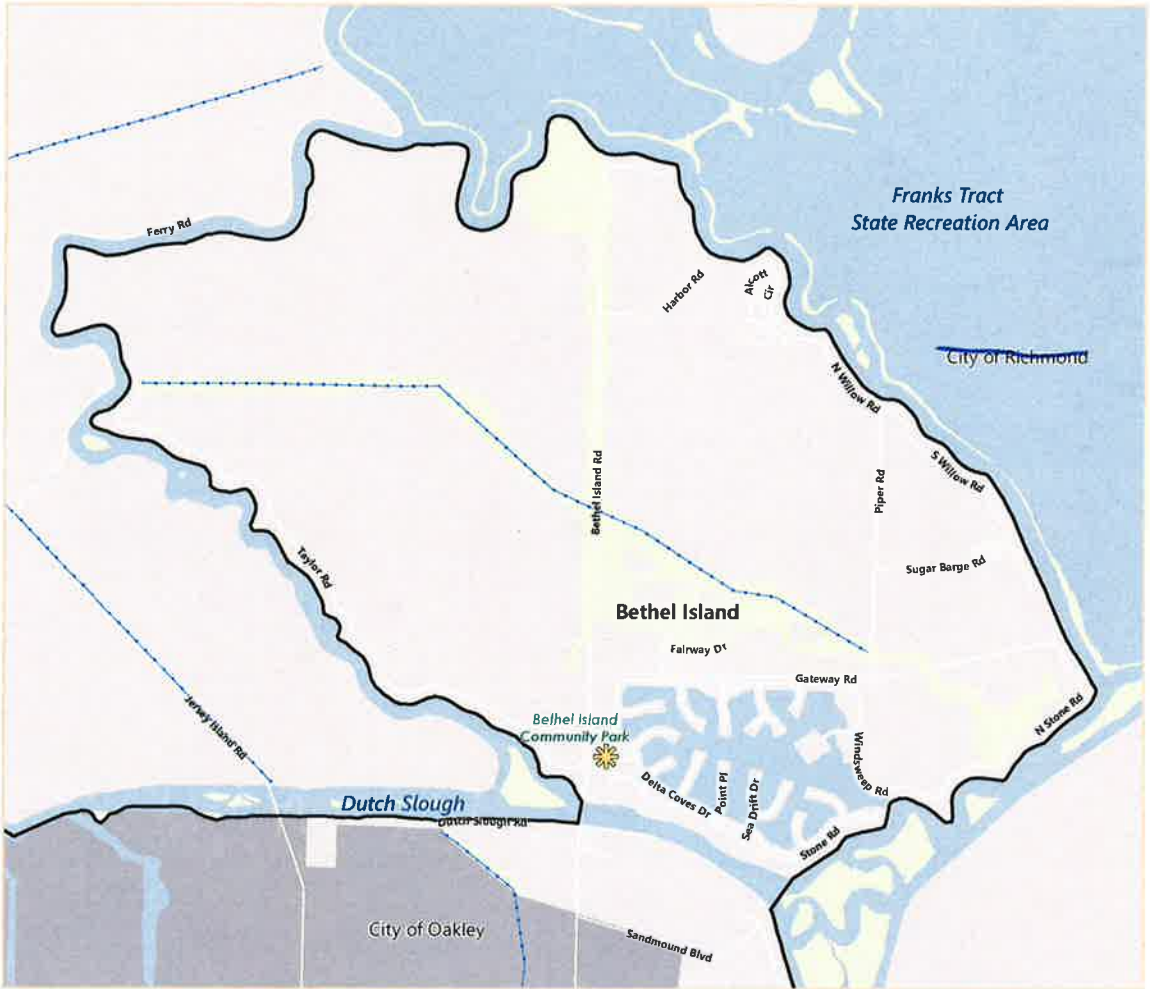 Franks Tract
State Recreation Area
Ferry Rd
Harbor Rd
Alcott
Cir
City of Richmond
N Willow Rd
S Willow Rd
Bethel Island Rd
Piper Rd
Sugar Barge Rd
Taylor Rd
Bethel Island
Fairway Dr
Gateway Rd
N Stone Rd
Jersey Island Rd
Bethel Island
Community Park
Windsweep Rd
Delta Coves Dr
Point Pl
Sea Drift Dr
Dutch Slough
Dutch Slough Rd
Stone Rd
City of Oakley
Sandmound Blvd